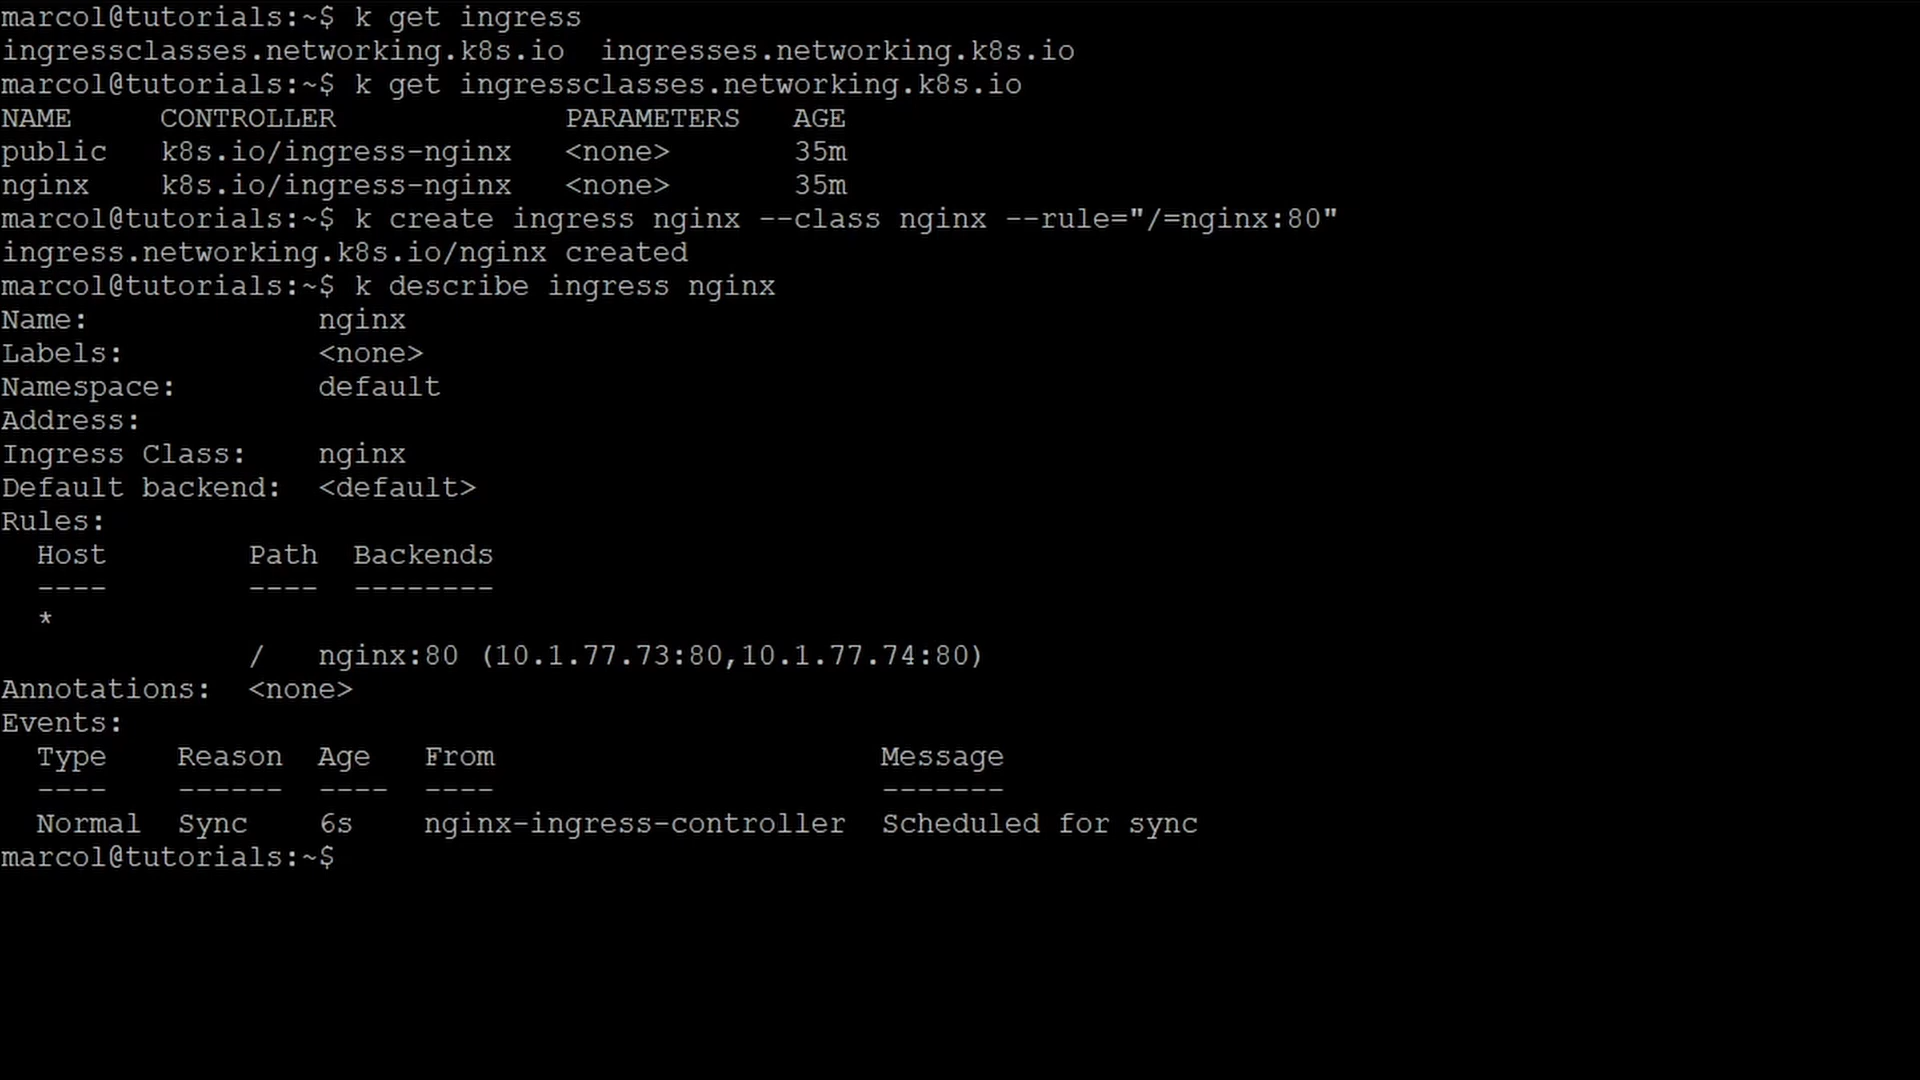 marcol@tutorials:~$ k get ingress
ingressclasses.networking.k8s.io  ingresses.networking.k8s.io
marcol@tutorials:~$ k get ingressclasses.networking.k8s.io
NAME     CONTROLLER             PARAMETERS   AGE
public   k8s.io/ingress-nginx   <none>       35m
nginx    k8s.io/ingress-nginx   <none>       35m
marcol@tutorials:~$ k create ingress nginx --class nginx --rule="/=nginx:80"
ingress.networking.k8s.io/nginx created
marcol@tutorials:~$ k describe ingress nginx
Name:             nginx
Labels:           <none>
Namespace:        default
Address:
Ingress Class:    nginx
Default backend:  <default>
Rules:
  Host        Path  Backends
  ----        ----  --------
  *
              /   nginx:80 (10.1.77.73:80,10.1.77.74:80)
Annotations:  <none>
Events:
  Type    Reason  Age   From                      Message
  ----    ------  ----  ----                      -------
  Normal  Sync    6s    nginx-ingress-controller  Scheduled for sync
marcol@tutorials:~$